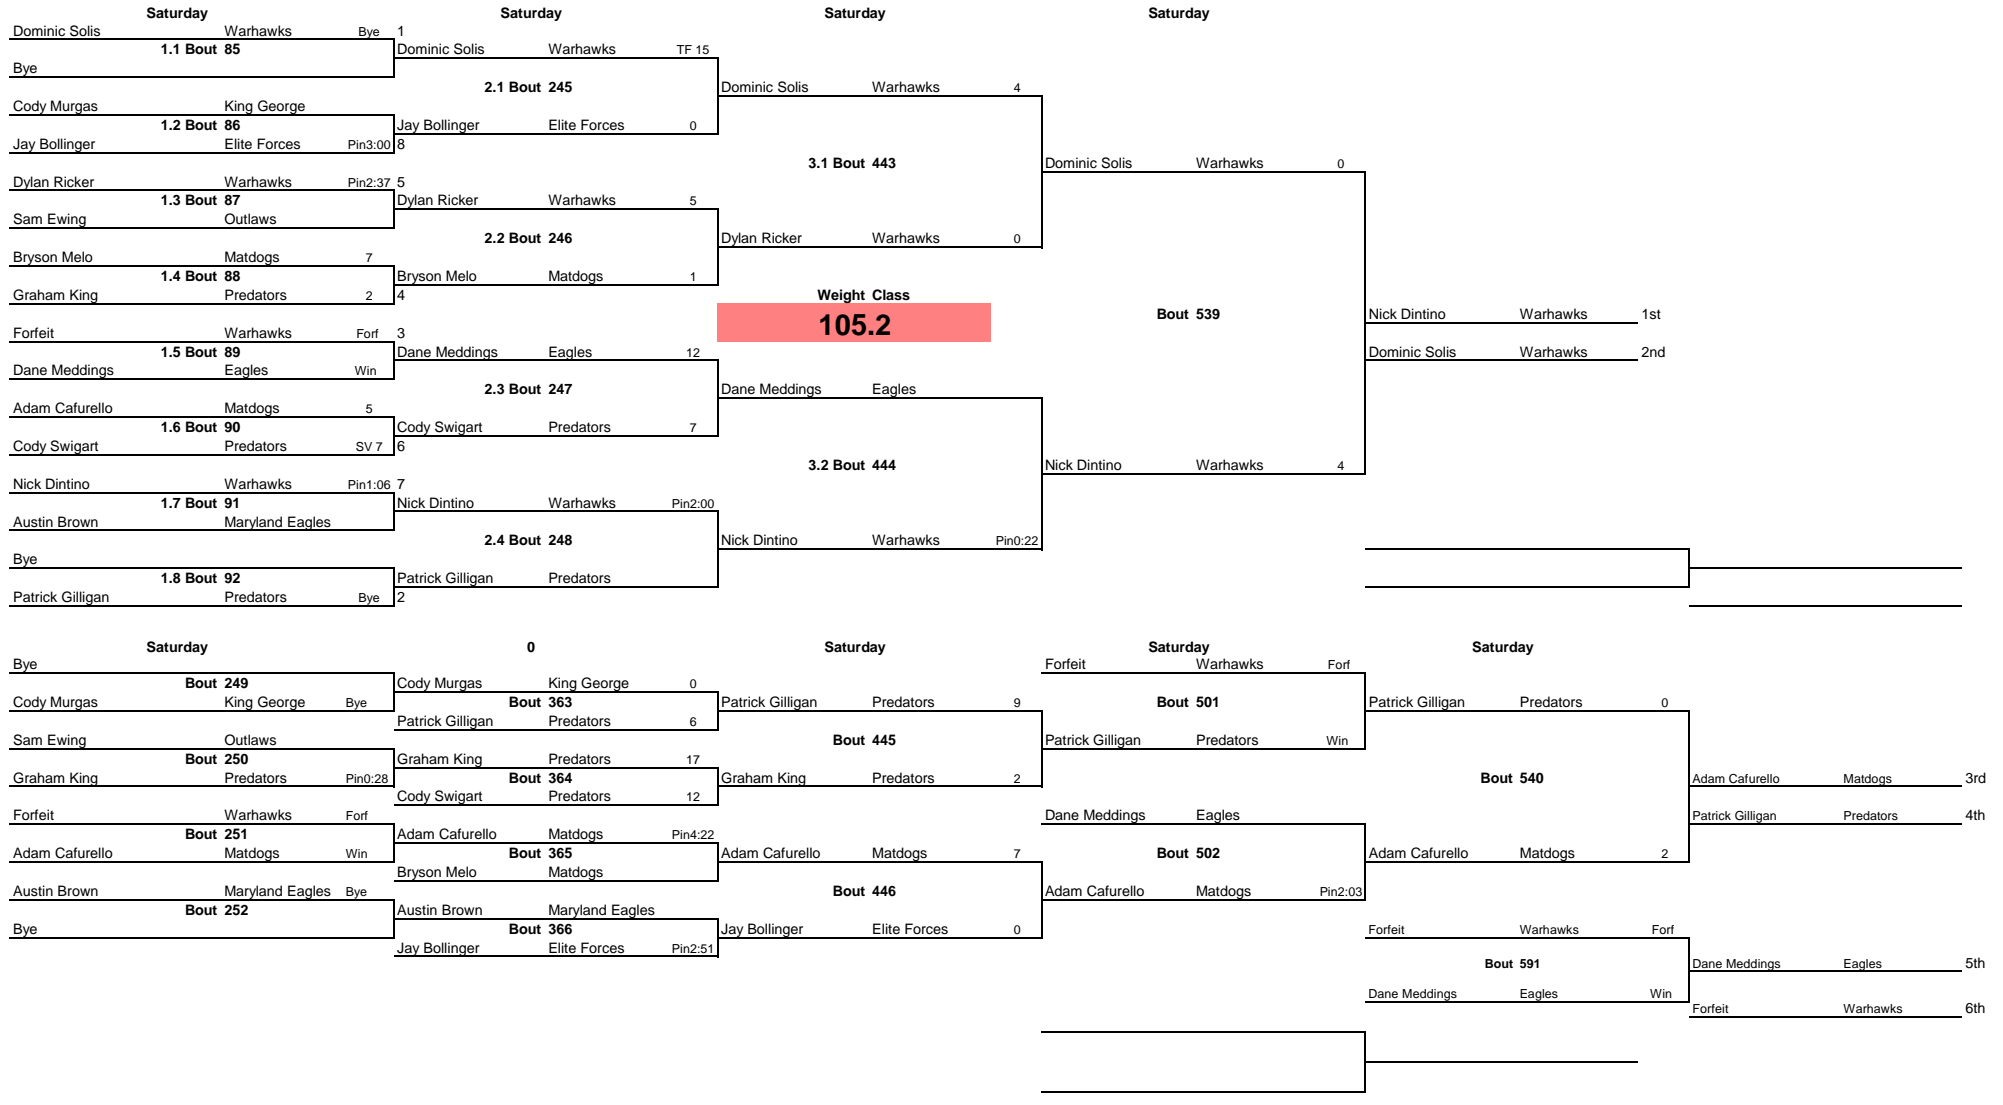 Saturday Saturday Saturday Saturday
Dominic Solis Warhawks Bye 1
1.1 Bout 85 Dominic Solis Warhawks TF 15
Bye
2.1 Bout 245 Dominic Solis Warhawks 4
Cody Murgas King George
1.2 Bout 86 Jay Bollinger Elite Forces 0
Jay Bollinger Elite Forces Pin3:00 8
3.1 Bout 443 Dominic Solis Warhawks 0
Dylan Ricker Warhawks Pin2:37 5
1.3 Bout 87 Dylan Ricker Warhawks 5
Sam Ewing Outlaws
2.2 Bout 246 Dylan Ricker Warhawks 0
Bryson Melo Matdogs 7
1.4 Bout 88 Bryson Melo Matdogs 1
Graham King Predators 2 4 Weight Class
105.2 Bout 539 Nick Dintino Warhawks 1st
Forfeit Warhawks Forf 3
1.5 Bout 89 Dane Meddings Eagles 12 Dominic Solis Warhawks 2nd
Dane Meddings Eagles Win
2.3 Bout 247 Dane Meddings Eagles
Adam Cafurello Matdogs 5
1.6 Bout 90 Cody Swigart Predators 7
Cody Swigart Predators SV 7 6
3.2 Bout 444 Nick Dintino Warhawks 4
Nick Dintino Warhawks Pin1:06 7
1.7 Bout 91 Nick Dintino Warhawks Pin2:00
Austin Brown Maryland Eagles
2.4 Bout 248 Nick Dintino Warhawks Pin0:22
Bye
1.8 Bout 92 Patrick Gilligan Predators
Patrick Gilligan Predators Bye 2
Saturday 0 Saturday Saturday Saturday
Bye Forfeit Warhawks Forf
Bout 249 Cody Murgas King George 0
Cody Murgas King George Bye Bout 363 Patrick Gilligan Predators 9 Bout 501 Patrick Gilligan Predators 0
Patrick Gilligan Predators 6
Sam Ewing Outlaws Bout 445 Patrick Gilligan Predators Win
Bout 250 Graham King Predators 17
Graham King Predators Pin0:28 Bout 364 Graham King Predators 2 Bout 540 Adam Cafurello Matdogs 3rd
Cody Swigart Predators 12
Forfeit Warhawks Forf Dane Meddings Eagles Patrick Gilligan Predators 4th
Bout 251 Adam Cafurello Matdogs Pin4:22
Adam Cafurello Matdogs Win Bout 365 Adam Cafurello Matdogs 7 Bout 502 Adam Cafurello Matdogs 2
Bryson Melo Matdogs
Austin Brown Maryland Eagles Bye Bout 446 Adam Cafurello Matdogs Pin2:03
Bout 252 Austin Brown Maryland Eagles
Bye Bout 366 Jay Bollinger Elite Forces 0 Forfeit Warhawks Forf
Jay Bollinger Elite Forces Pin2:51
Bout 591 Dane Meddings Eagles 5th
Dane Meddings Eagles Win
Forfeit Warhawks 6th